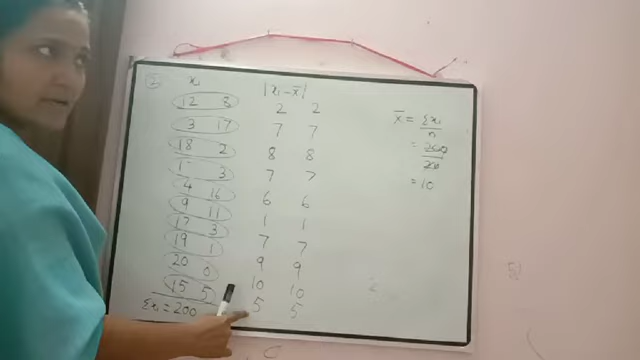 ② xᵢ |xᵢ - x̄|
12 8 2 2
3 17 7 7
18 2 8 8
3 7 7
4 16 6 6
9 11 1 1
17 3 7 7
19 1 9 9
20 0 10 10
15 5 5 5
Σxᵢ = 200
x̄ = Σxᵢ
n
= 200
= 10